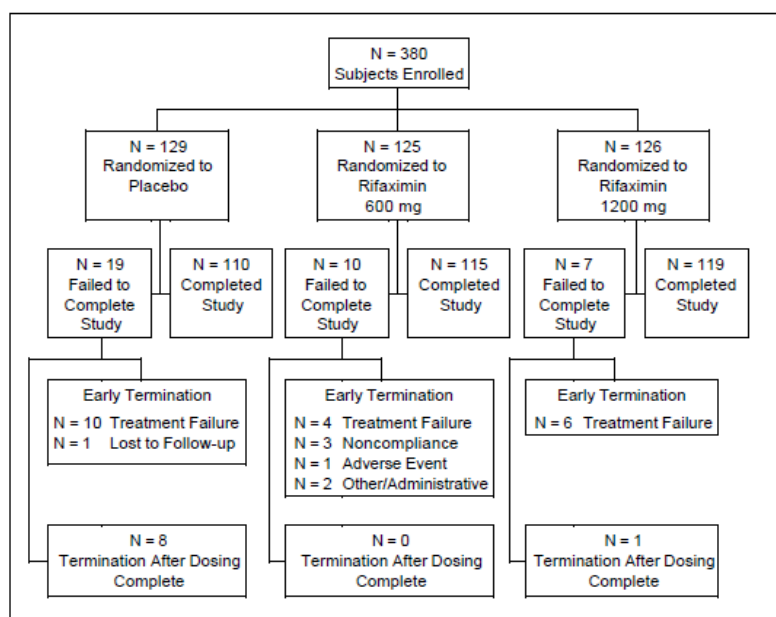 N = 380
Subjects Enrolled
N = 129
Randomized to
Placebo
N = 125
Randomized to
Rifaximin
600 mg
N = 126
Randomized to
Rifaximin
1200 mg
N = 19
Failed to
Complete
Study
N = 110
Completed
Study
N = 10
Failed to
Complete
Study
N = 115
Completed
Study
N = 7
Failed to
Complete
Study
N = 119
Completed
Study
Early Termination
N = 10 Treatment Failure
N = 1 Lost to Follow-up
Early Termination
N = 4 Treatment Failure
N = 3 Noncompliance
N = 1 Adverse Event
N = 2 Other/Administrative
Early Termination
N = 6 Treatment Failure
N = 8
Termination After Dosing
Complete
N = 0
Termination After Dosing
Complete
N = 1
Termination After Dosing
Complete